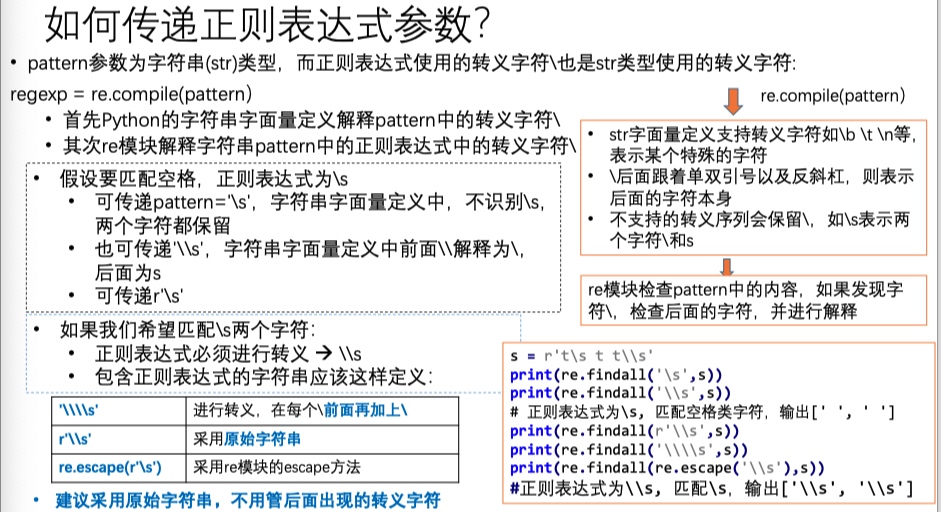 如何传递正则表达式参数？
• pattern参数为字符串(str)类型，而正则表达式使用的转义字符\也是str类型使用的转义字符:
regexp = re.compile(pattern)
• 首先Python的字符串字面量定义解释pattern中的转义字符\
• 其次re模块解释字符串pattern中的正则表达式中的转义字符\
• 假设要匹配空格，正则表达式为\s
• 可传递pattern='\s'，字符串字面量定义中，不识别\s,
两个字符都保留
• 也可传递'\\s'，字符串字面量定义中前面\\解释为\,
后面为s
• 可传递r'\s'
• 如果我们希望匹配\s两个字符:
• 正则表达式必须进行转义 → \\s
• 包含正则表达式的字符串应该这样定义:
'\\\\s' 进行转义，在每个\前面再加上\
r'\\s' 采用原始字符串
re.escape(r'\s') 采用re模块的escape方法
• 建议采用原始字符串，不用管后面出现的转义字符
re.compile(pattern)
• str字面量定义支持转义字符如\b \t \n等,
表示某个特殊的字符
• \后面跟着单双引号以及反斜杠，则表示
后面的字符本身
• 不支持的转义序列会保留\，如\s表示两
个字符\和s
re模块检查pattern中的内容，如果发现字
符\，检查后面的字符，并进行解释
s = r't\s t t\\s'
print(re.findall('\s',s))
print(re.findall('\\s',s))
# 正则表达式为\s, 匹配空格类字符, 输出[' ', ' ']
print(re.findall(r'\\s',s))
print(re.findall('\\\\s',s))
print(re.findall(re.escape('\\s'),s))
#正则表达式为\\s, 匹配\s, 输出['\\s', '\\s']